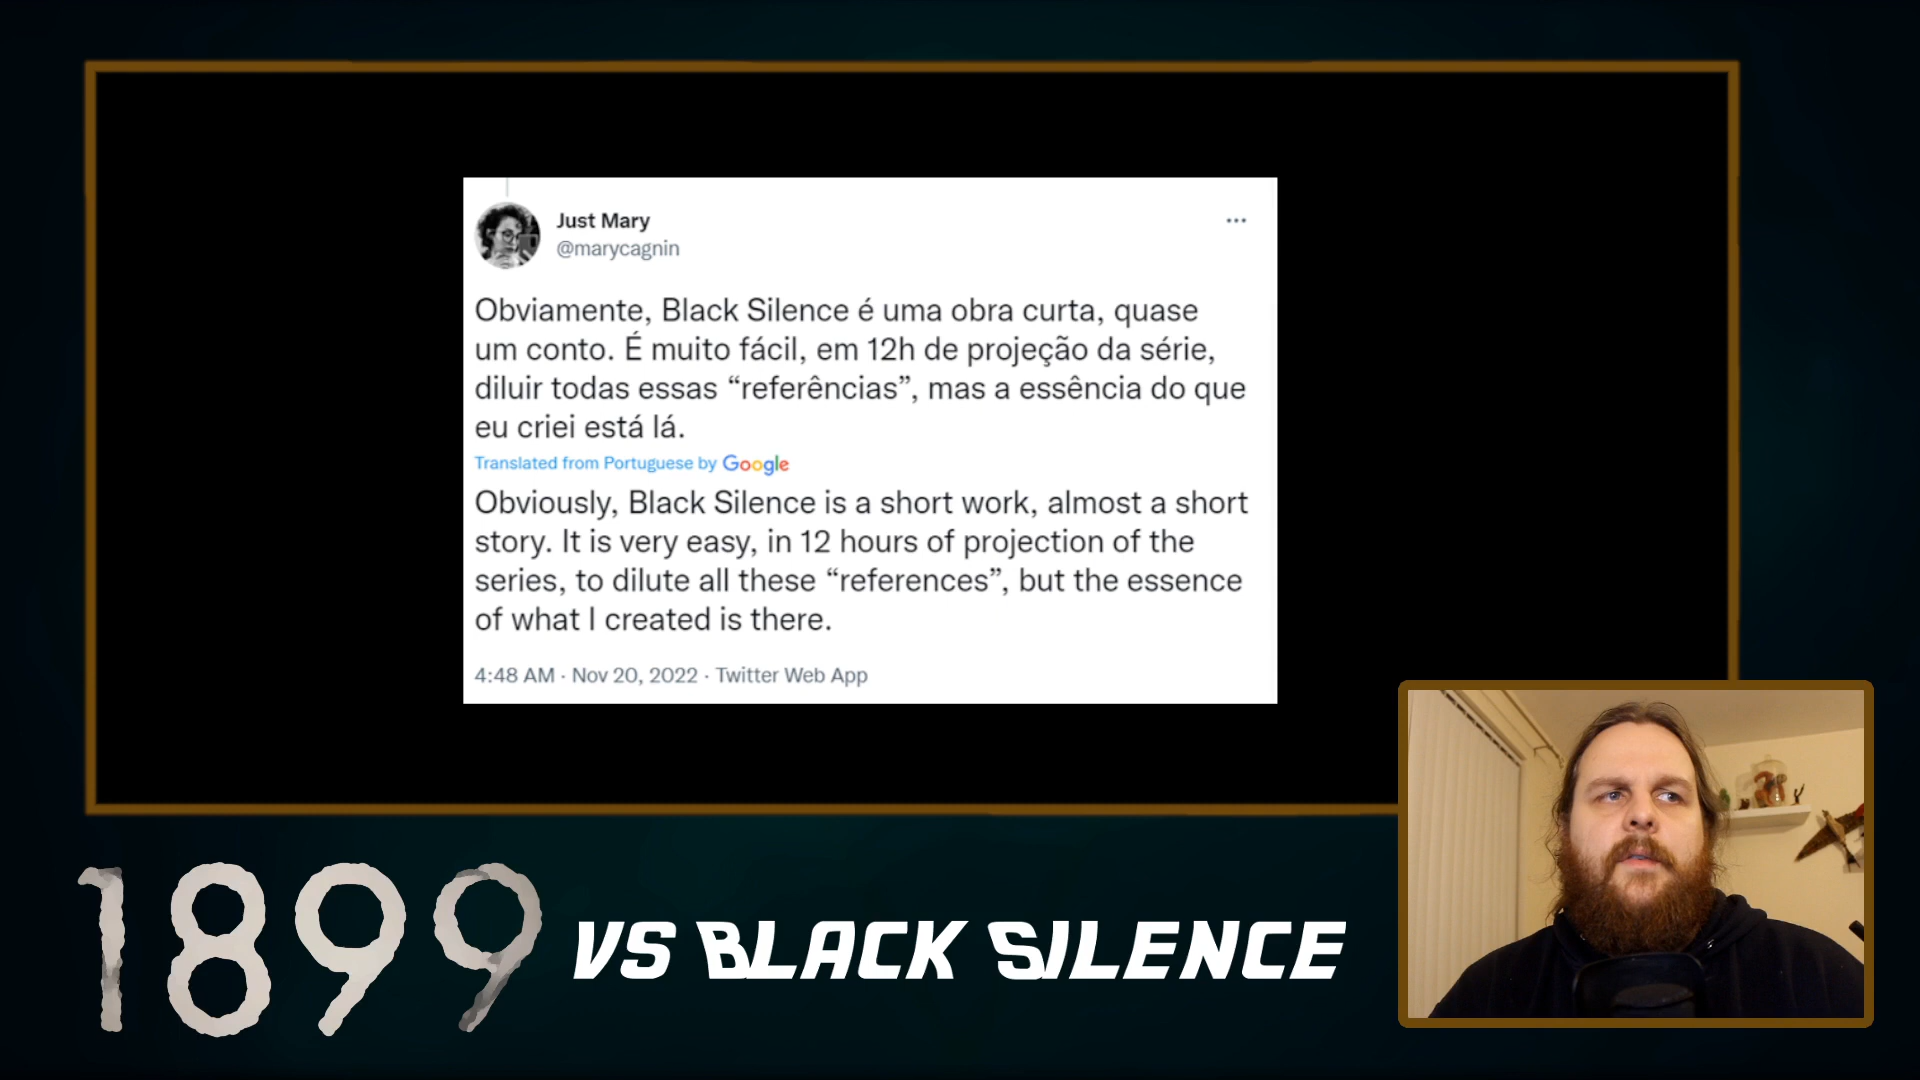 Just Mary
@marycagnin
Obviamente, Black Silence é uma obra curta, quase
um conto. É muito fácil, em 12h de projeção da série,
diluir todas essas “referências”, mas a essência do que
eu criei está lá.
Translated from Portuguese by Google
Obviously, Black Silence is a short work, almost a short
story. It is very easy, in 12 hours of projection of the
series, to dilute all these “references”, but the essence
of what I created is there.
4:48 AM · Nov 20, 2022 · Twitter Web App
1899 VS BLACK SILENCE